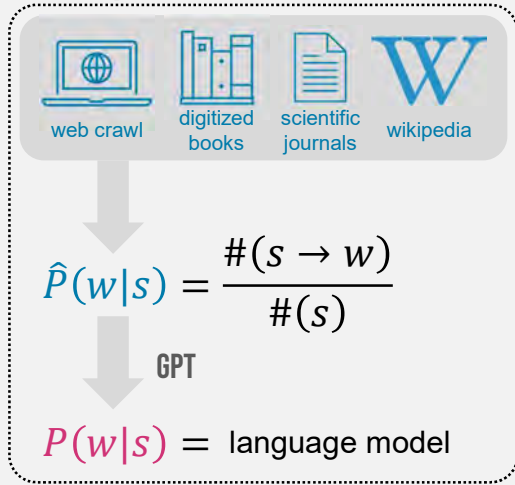 W
web crawl
digitized books
scientific journals
wikipedia
P̂(w|s) = #(s → w) / #(s)
GPT
P(w|s) = language model